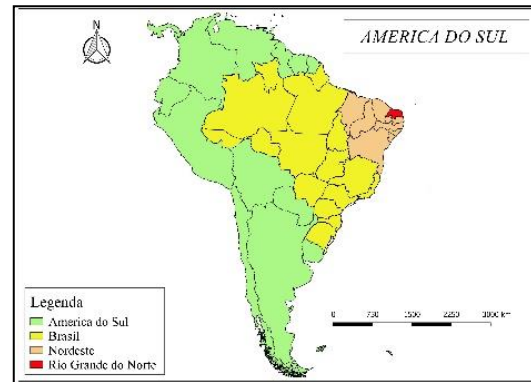 N
AMERICA DO SUL
Legenda
America do Sul
Brasil
Nordeste
Rio Grande do Norte
0 750 1500 2250 3000 km